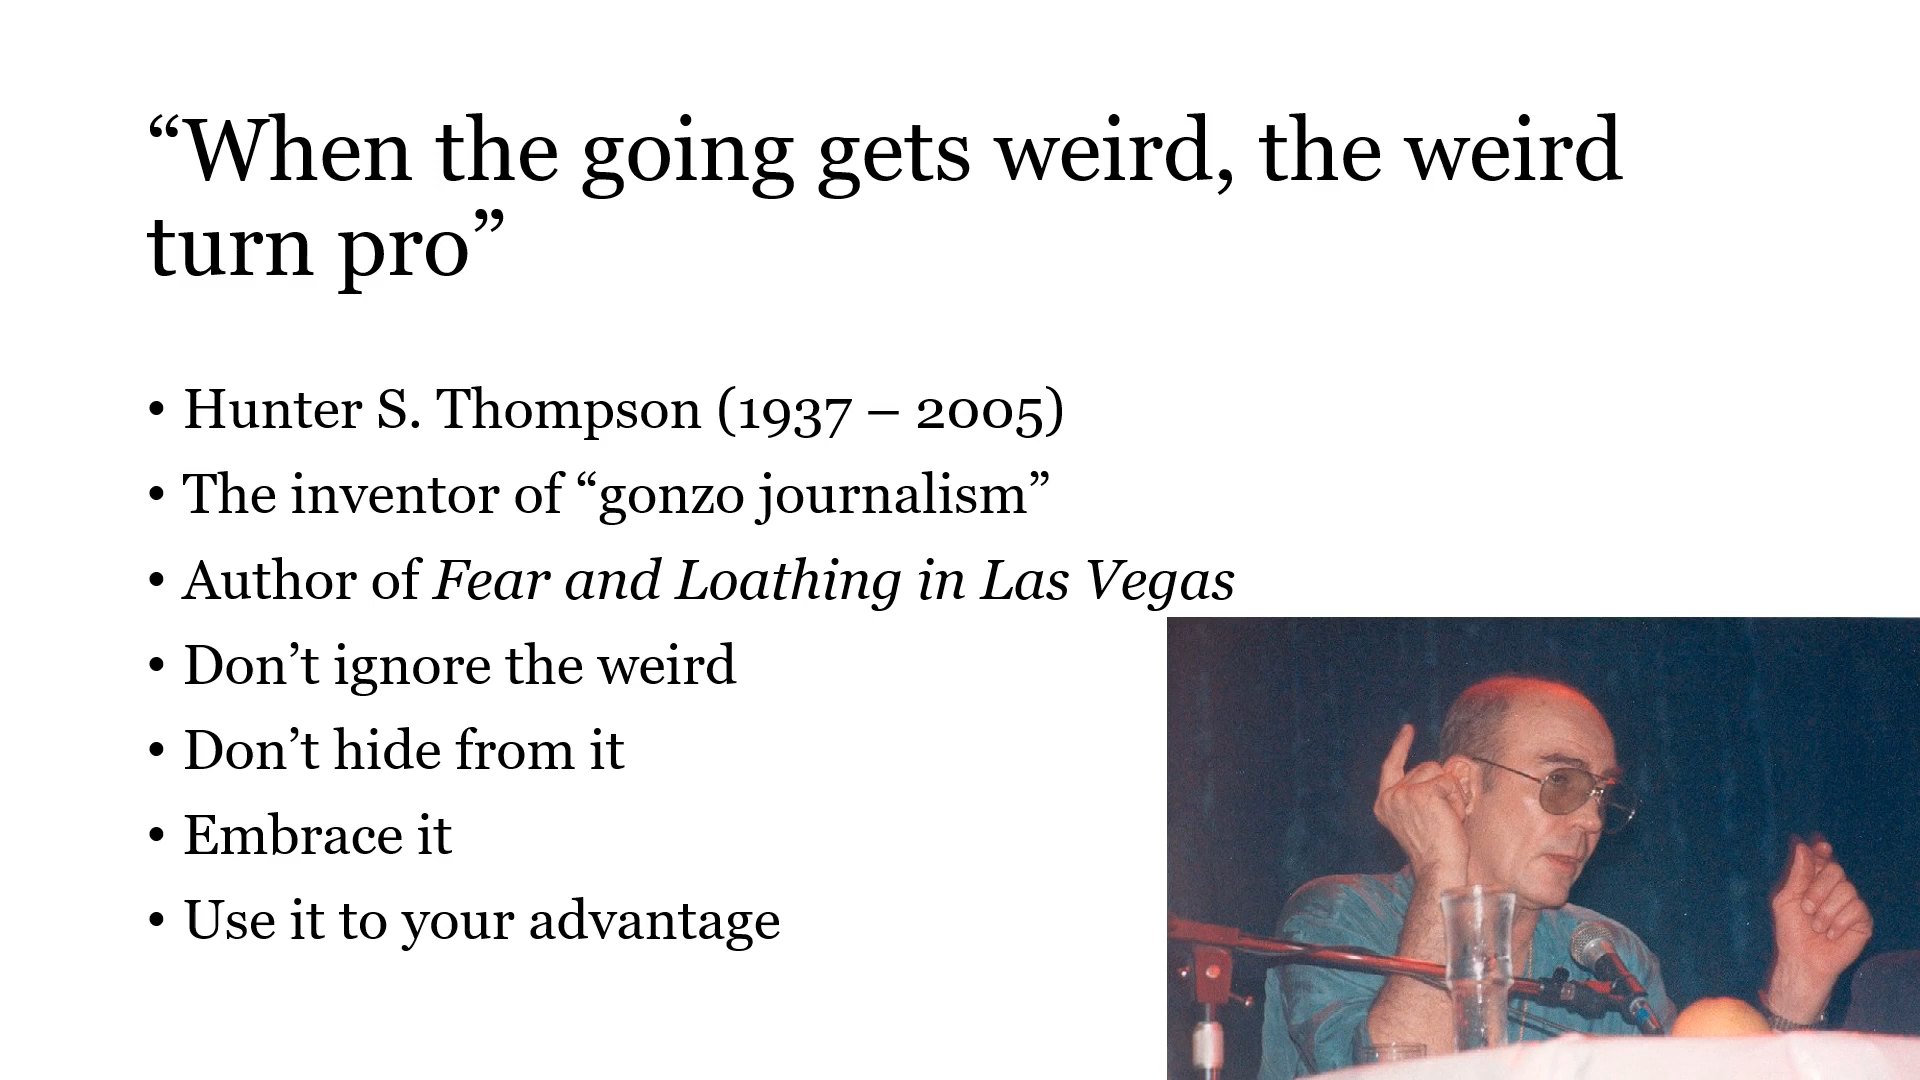 “When the going gets weird, the weird
turn pro”
• Hunter S. Thompson (1937 – 2005)
• The inventor of “gonzo journalism”
• Author of Fear and Loathing in Las Vegas
• Don’t ignore the weird
• Don’t hide from it
• Embrace it
• Use it to your advantage